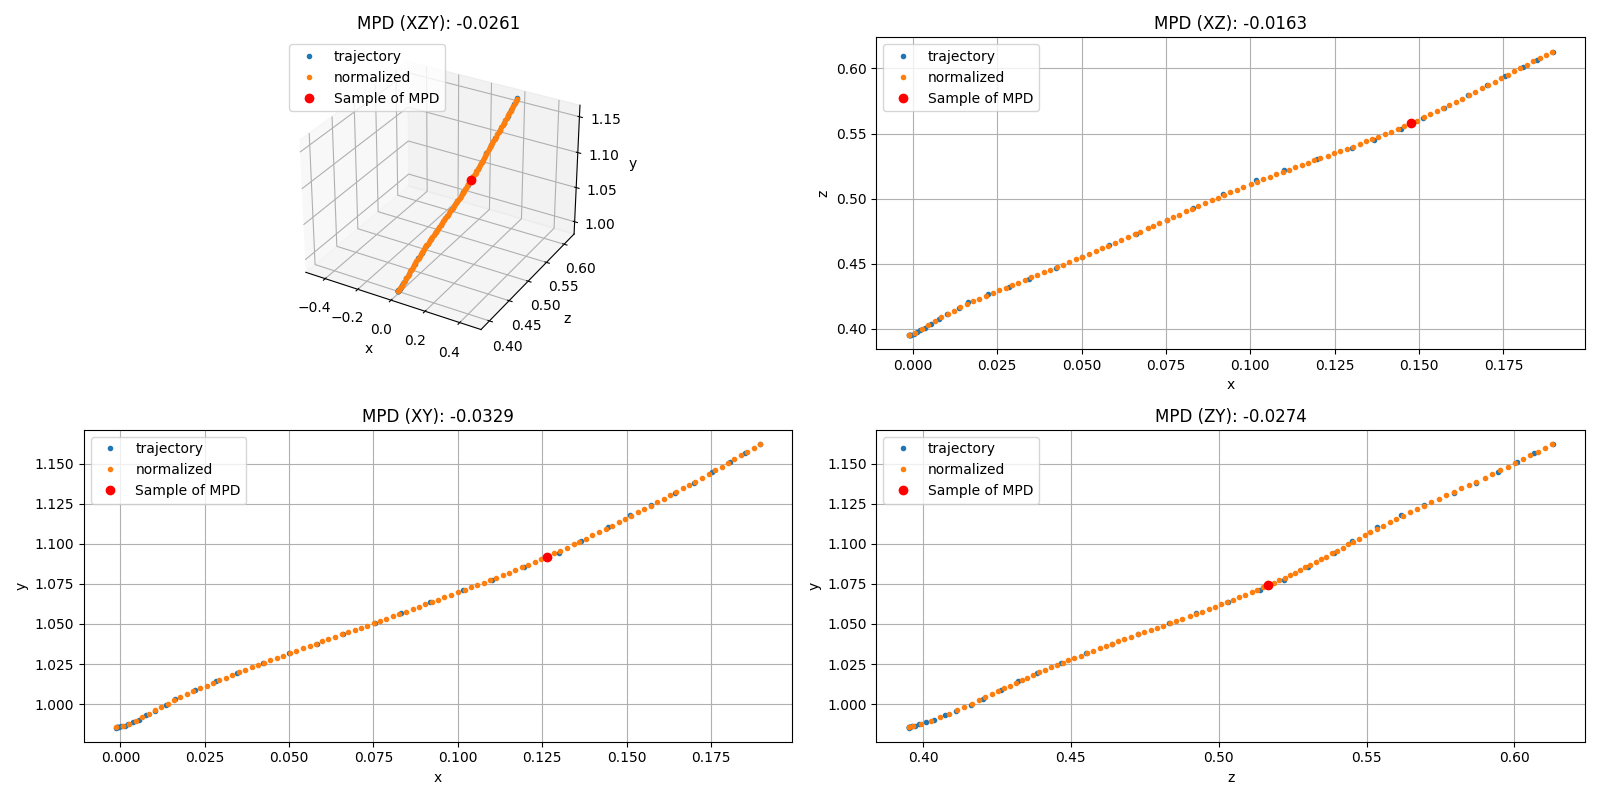 MPD (XZY): -0.0261
trajectory
normalized
Sample of MPD
1.15
1.10
1.05
1.00
y
0.60
0.55
0.50
0.45
0.40
z
−0.4
−0.2
0.0
0.2
0.4
x
MPD (XZ): -0.0163
trajectory
normalized
Sample of MPD
0.60
0.55
0.50
0.45
0.40
z
0.000 0.025 0.050 0.075 0.100 0.125 0.150 0.175
x
MPD (XY): -0.0329
trajectory
normalized
Sample of MPD
1.150
1.125
1.100
1.075
1.050
1.025
1.000
y
0.000 0.025 0.050 0.075 0.100 0.125 0.150 0.175
x
MPD (ZY): -0.0274
trajectory
normalized
Sample of MPD
1.150
1.125
1.100
1.075
1.050
1.025
1.000
y
0.40 0.45 0.50 0.55 0.60
z